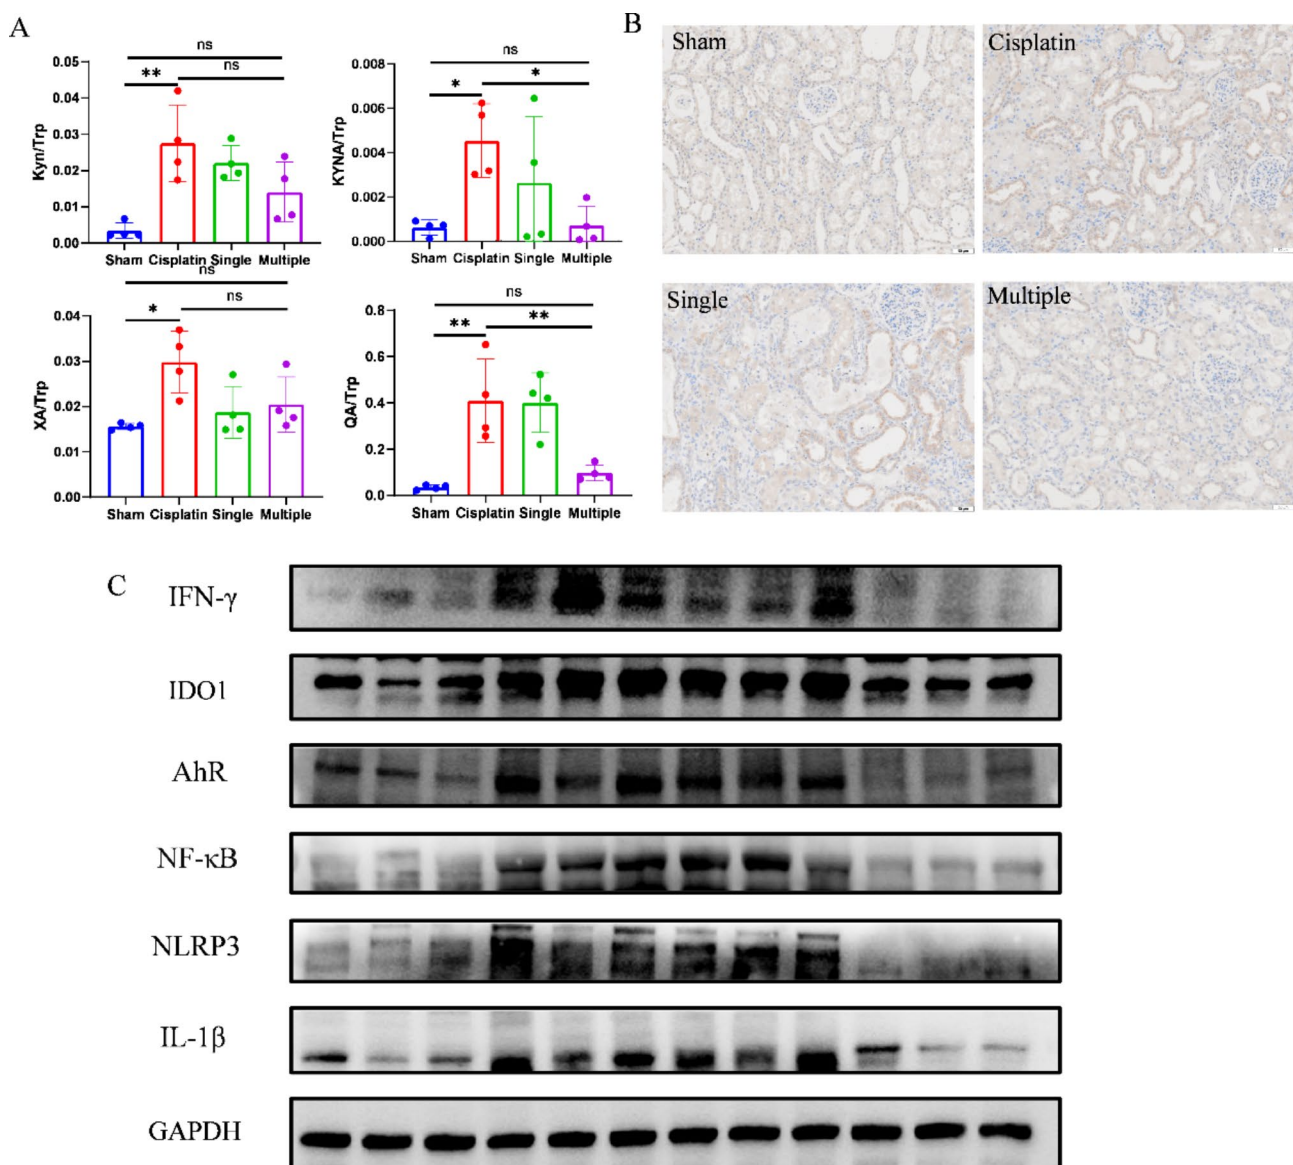 A
ns
ns
**
0.05
0.04
0.03
0.02
0.01
0.00
Kyn/Trp
Sham Cisplatin Single Multiple
ns
*
*
0.008
0.006
0.004
0.002
0.000
KYNA/Trp
Sham Cisplatin Single Multiple
ns
ns
*
0.04
0.03
0.02
0.01
0.00
XA/Trp
Sham Cisplatin Single Multiple
ns
**
**
0.8
0.6
0.4
0.2
0.0
QA/Trp
Sham Cisplatin Single Multiple
B
Sham
Cisplatin
Single
Multiple
C
IFN-γ
IDO1
AhR
NF-κB
NLRP3
IL-1β
GAPDH